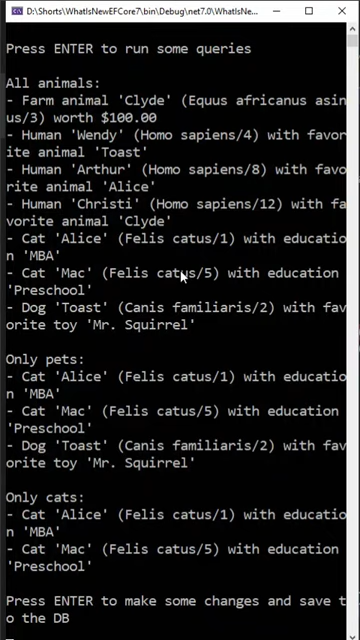 C:\Shorts\WhatIsNewEFCore7\bin\Debug\net7.0\WhatIsNewE...
Press ENTER to run some queries
All animals:
- Farm animal 'Clyde' (Equus africanus asin
us/3) worth $100.00
- Human 'Wendy' (Homo sapiens/4) with favor
ite animal 'Toast'
- Human 'Arthur' (Homo sapiens/8) with favo
rite animal 'Alice'
- Human 'Christi' (Homo sapiens/12) with fa
vorite animal 'Clyde'
- Cat 'Alice' (Felis catus/1) with educatio
n 'MBA'
- Cat 'Mac' (Felis catus/5) with education
'Preschool'
- Dog 'Toast' (Canis familiaris/2) with fav
orite toy 'Mr. Squirrel'
Only pets:
- Cat 'Alice' (Felis catus/1) with educatio
n 'MBA'
- Cat 'Mac' (Felis catus/5) with education
'Preschool'
- Dog 'Toast' (Canis familiaris/2) with fav
orite toy 'Mr. Squirrel'
Only cats:
- Cat 'Alice' (Felis catus/1) with educatio
n 'MBA'
- Cat 'Mac' (Felis catus/5) with education
'Preschool'
Press ENTER to make some changes and save t
o the DB